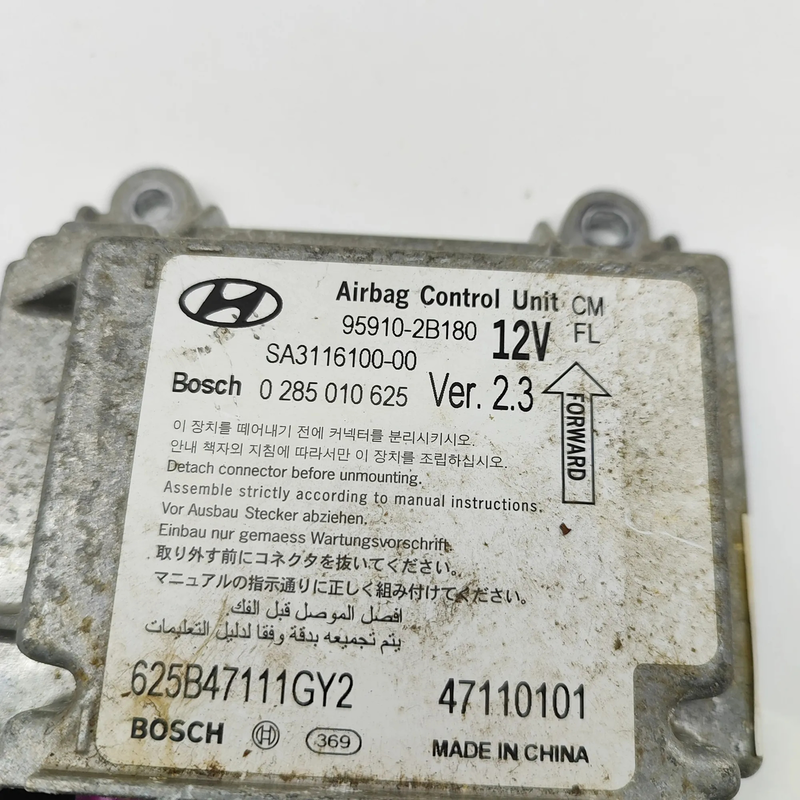 Airbag Control Unit CM
95910-2B180 12V FL
SA3116100-00
Bosch 0 285 010 625 Ver. 2.3
FORWARD
이 장치를 떼어내기 전에 커넥터를 분리시키시오.
안내 책자의 지침에 따라서만 이 장치를 조립하십시오.
Detach connector before unmounting.
Assemble strictly according to manual instructions.
Vor Ausbau Stecker abziehen.
Einbau nur gemaess Wartungsvorschrift.
取り外す前にコネクタを抜いてください。
マニュアルの指示通りに正しく組み付けてください。
افصل الموصل قبل الفك.
يتم تجميعه بدقة وفقا لدليل التعليمات
625B47111GY2 47110101
BOSCH 369 MADE IN CHINA